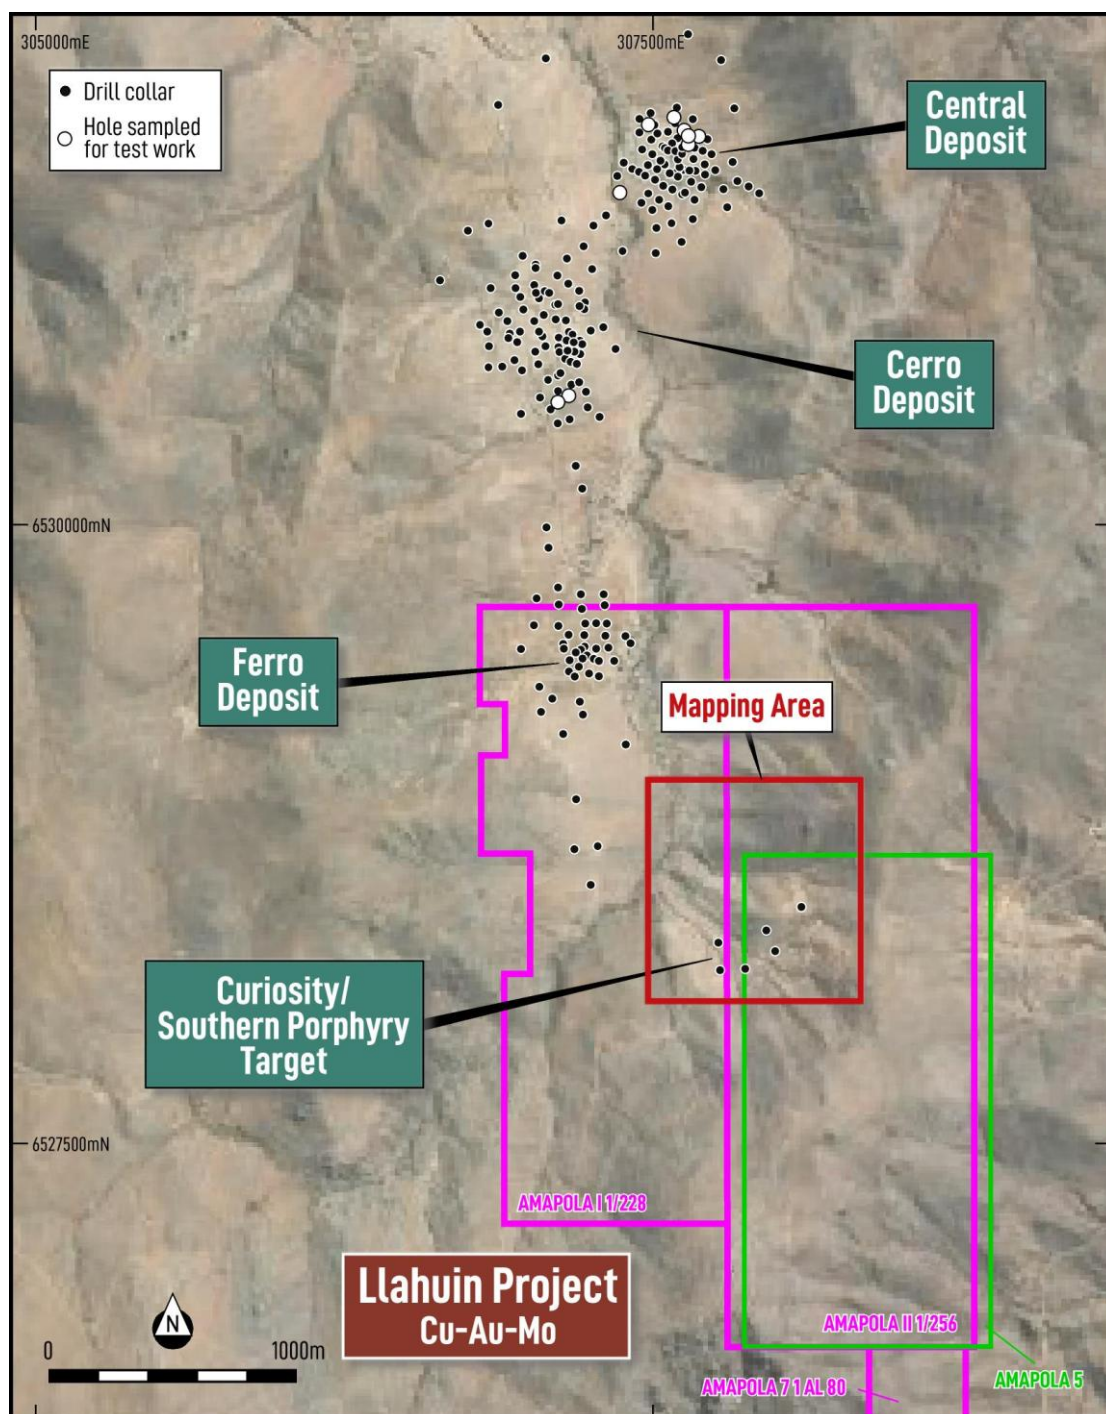 305000mE
307500mE
Drill collar
Hole sampled
for test work
Central
Deposit
Cerro
Deposit
6530000mN
Ferro
Deposit
Mapping Area
Curiosity/
Southern Porphyry
Target
6527500mN
AMAPOLA I 1/228
Llahuin Project
Cu-Au-Mo
N
0
1000m
AMAPOLA II 1/256
AMAPOLA 7 1 AL 80
AMAPOLA 5